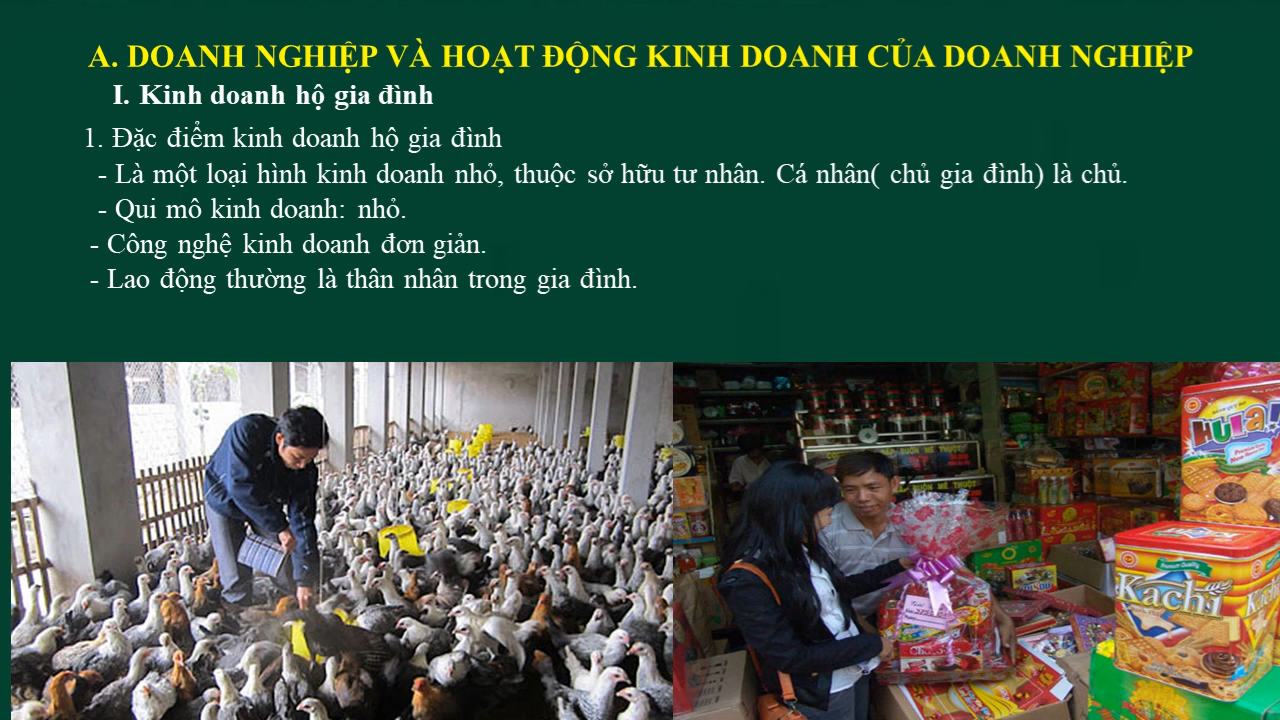 A. DOANH NGHIỆP VÀ HOẠT ĐỘNG KINH DOANH CỦA DOANH NGHIỆP
I. Kinh doanh hộ gia đình
1. Đặc điểm kinh doanh hộ gia đình
- Là một loại hình kinh doanh nhỏ, thuộc sở hữu tư nhân. Cá nhân( chủ gia đình) là chủ.
- Qui mô kinh doanh: nhỏ.
- Công nghệ kinh doanh đơn giản.
- Lao động thường là thân nhân trong gia đình.
Hura!
Premium Quality
Kachi